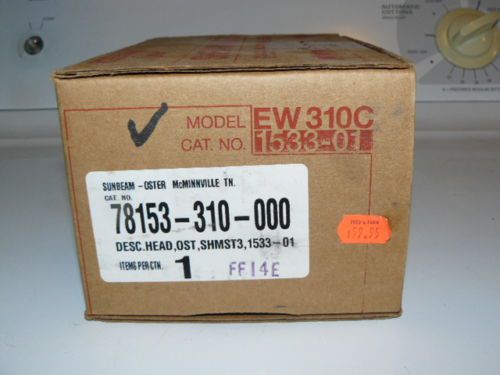 MODEL EW 310C
CAT. NO. 1533-01
SUNBEAM-OSTER McMINNVILLE TN.
CAT. NO.
78153-310-000
DESC.HEAD,OST,SHMST3,1533-01
ITEMS PER CTN. 1 FF14E